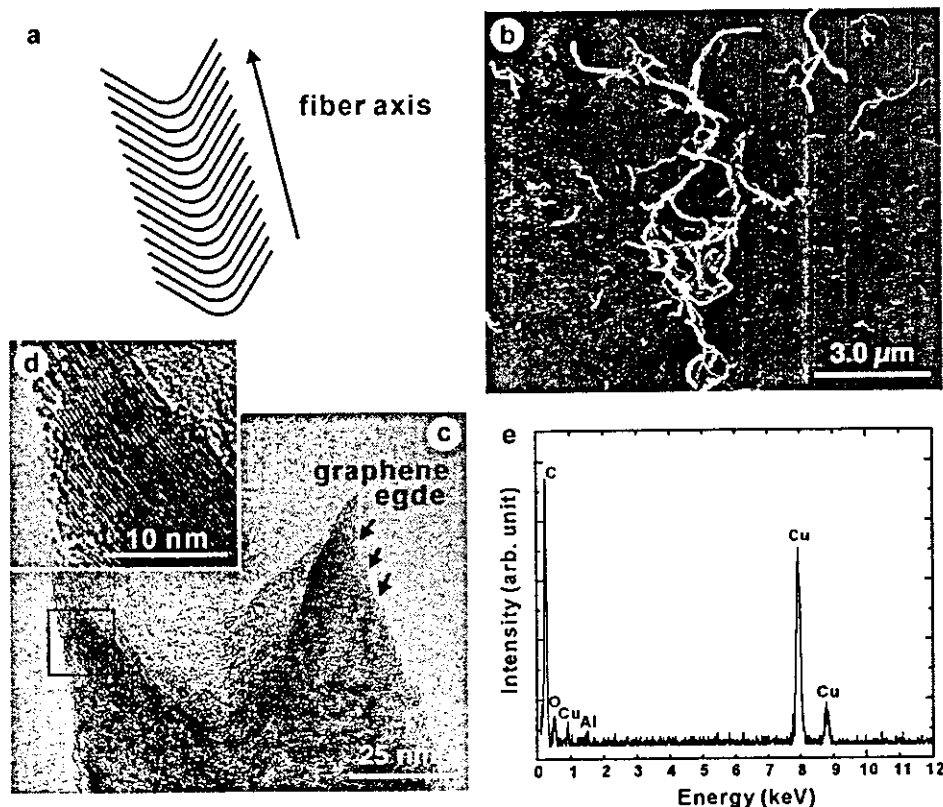 a
fiber axis
b
3.0 µm
d
10 nm
c
graphene
egde
25 nm
e
Intensity (arb. unit)
C
O
Cu
Al
Cu
Cu
0 1 2 3 4 5 6 7 8 9 10 11 12
Energy (keV)